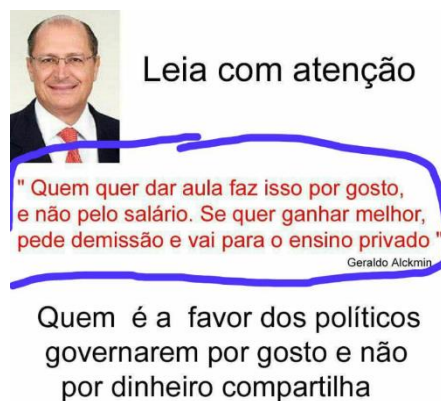 Leia com atenção
" Quem quer dar aula faz isso por gosto,
e não pelo salário. Se quer ganhar melhor,
pede demissão e vai para o ensino privado "
Geraldo Alckmin
Quem é a favor dos políticos
governarem por gosto e não
por dinheiro compartilha